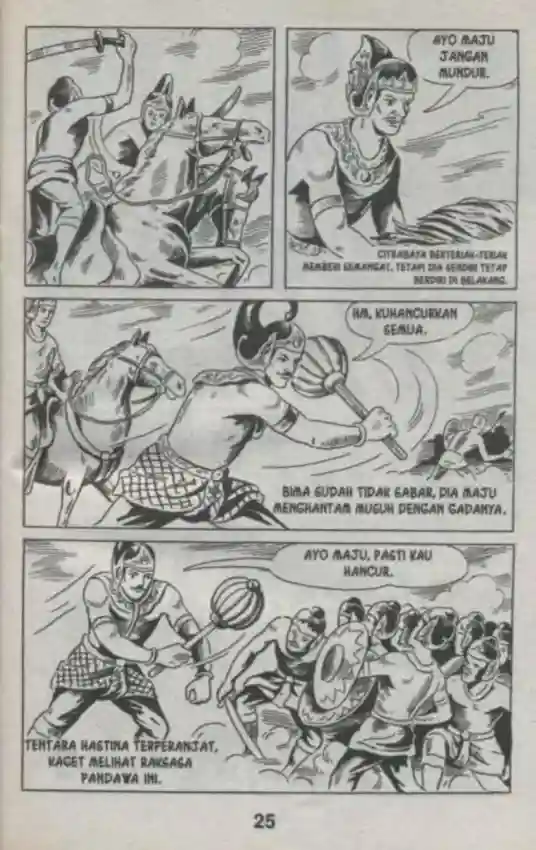 AYO MAJU
JANGAN
MUNDUR.
CITRABAYA BERTERIAK-TERIAK
MEMBERI SEMANGAT, TETAPI DIA SENDIRI TETAP
BERDIRI DI BELAKANG.
HM, KUHANCURKAN
SEMUA.
BIMA SUDAH TIDAK SABAR, DIA MAJU
MENGHANTAM MUSUH DENGAN GADANYA.
AYO MAJU, PASTI KAU
HANCUR.
TENTARA HASTINA TERPERANJAT,
KAGET MELIHAT RAKSASA
PANDAWA INI.
25